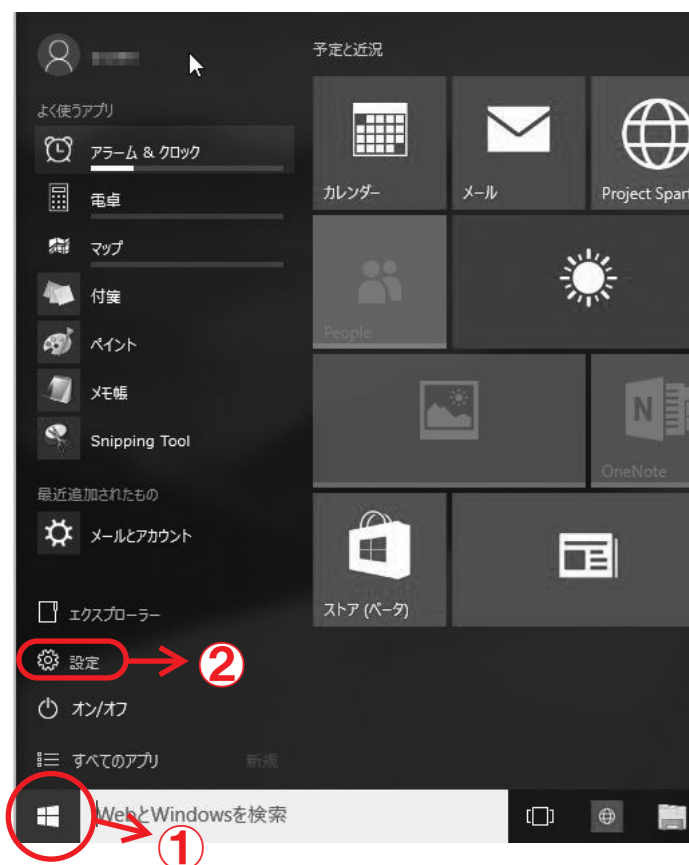 予定と近況
よく使うアプリ
アラーム & クロック
電卓
マップ
付箋
ペイント
メモ帳
Snipping Tool
最近追加されたもの
メールとアカウント
エクスプローラー
設定
②
オン/オフ
すべてのアプリ 新規
WebとWindowsを検索
①
カレンダー
メール
Project Spart
People
N
OneNote
ストア (ベータ)